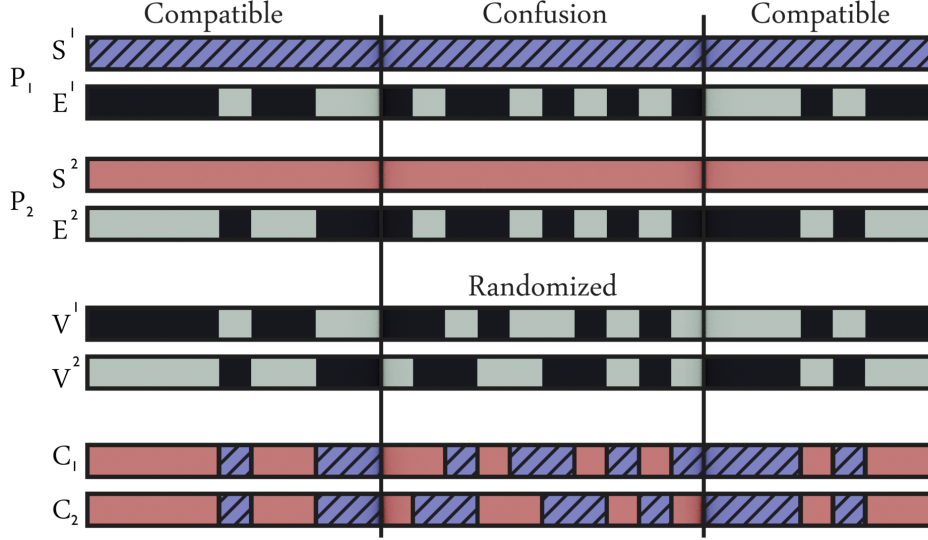 Compatible Confusion Compatible
S¹
P₁
E¹
S²
P₂
E²
Randomized
V¹
V²
C₁
C₂